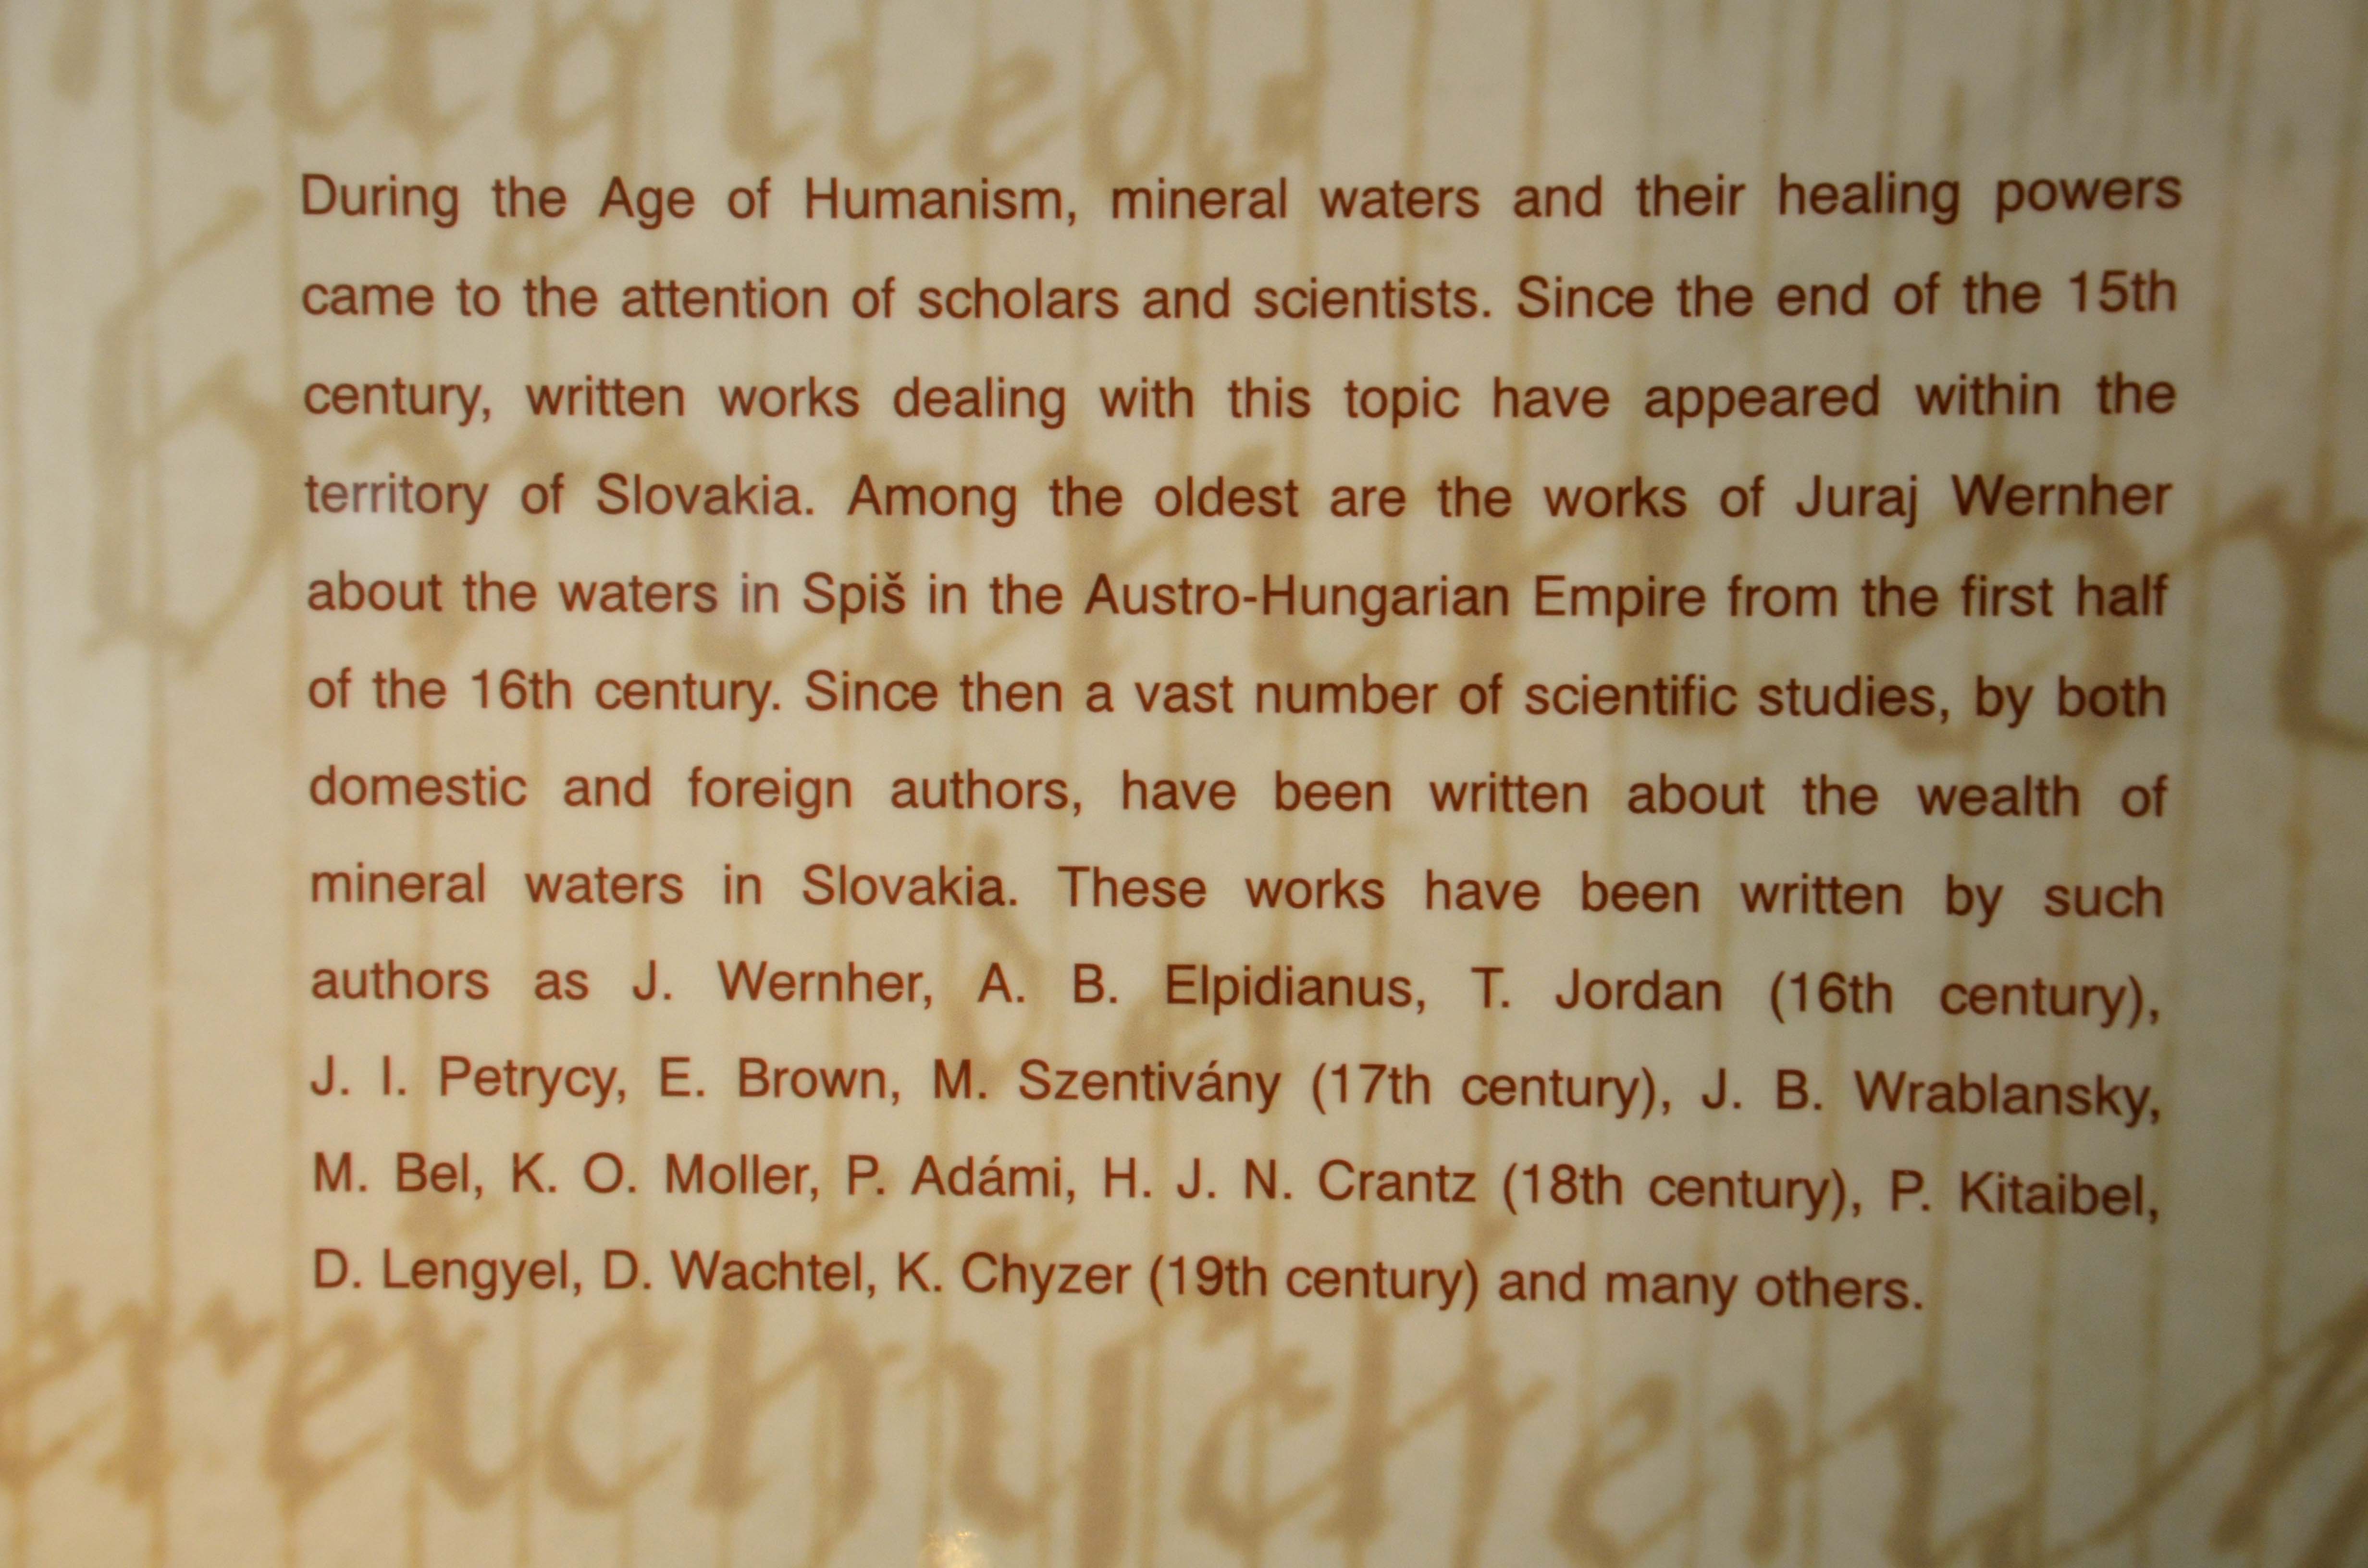 Mitglied.
During the Age of Humanism, mineral waters and their healing powers
came to the attention of scholars and scientists. Since the end of the 15th
century, written works dealing with this topic have appeared within the
territory of Slovakia. Among the oldest are the works of Juraj Wernher
about the waters in Spiš in the Austro-Hungarian Empire from the first half
of the 16th century. Since then a vast number of scientific studies, by both
domestic and foreign authors, have been written about the wealth of
mineral waters in Slovakia. These works have been written by such
authors as J. Wernher, A. B. Elpidianus, T. Jordan (16th century),
J. I. Petrycy, E. Brown, M. Szentivány (17th century), J. B. Wrablansky,
M. Bel, K. O. Moller, P. Adámi, H. J. N. Crantz (18th century), P. Kitaibel,
D. Lengyel, D. Wachtel, K. Chyzer (19th century) and many others.